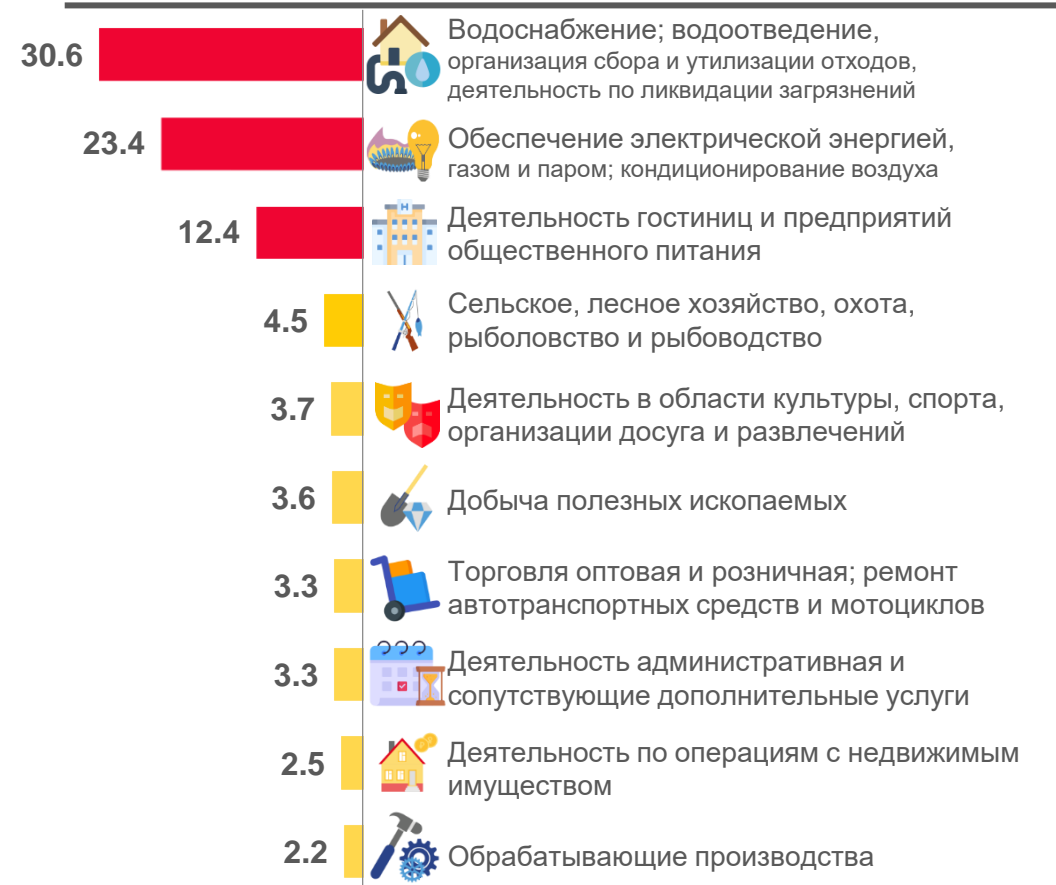 30.6
Водоснабжение; водоотведение,
организация сбора и утилизации отходов,
деятельность по ликвидации загрязнений
23.4
Обеспечение электрической энергией,
газом и паром; кондиционирование воздуха
12.4
Деятельность гостиниц и предприятий
общественного питания
4.5
Сельское, лесное хозяйство, охота,
рыболовство и рыбоводство
3.7
Деятельность в области культуры, спорта,
организации досуга и развлечений
3.6
Добыча полезных ископаемых
3.3
Торговля оптовая и розничная; ремонт
автотранспортных средств и мотоциклов
3.3
Деятельность административная и
сопутствующие дополнительные услуги
2.5
Деятельность по операциям с недвижимым
имуществом
2.2
Обрабатывающие производства